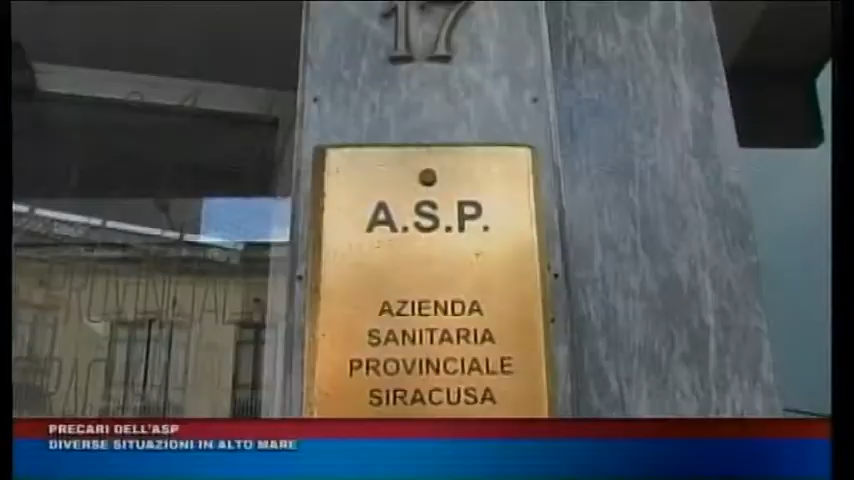 17
A.S.P.
AZIENDA
SANITARIA
PROVINCIALE
SIRACUSA
PRECARI DELL'ASP
DIVERSE SITUAZIONI IN ALTO MARE